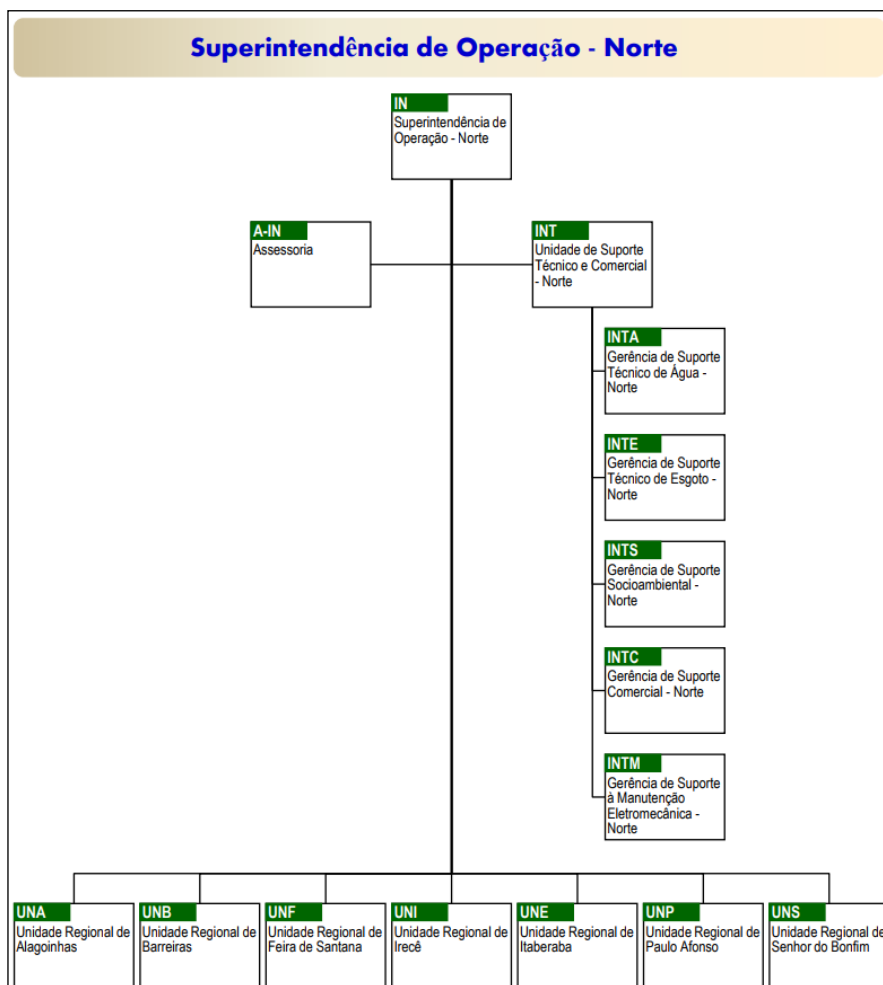 Superintendência de Operação - Norte
IN
Superintendência de
Operação - Norte
A-IN
Assessoria
INT
Unidade de Suporte
Técnico e Comercial
- Norte
INTA
Gerência de Suporte
Técnico de Água -
Norte
INTE
Gerência de Suporte
Técnico de Esgoto -
Norte
INTS
Gerência de Suporte
Socioambiental -
Norte
INTC
Gerência de Suporte
Comercial - Norte
INTM
Gerência de Suporte
à Manutenção
Eletromecânica -
Norte
UNA
Unidade Regional de
Alagoinhas
UNB
Unidade Regional de
Barreiras
UNF
Unidade Regional de
Feira de Santana
UNI
Unidade Regional de
Irecê
UNE
Unidade Regional de
Itaberaba
UNP
Unidade Regional de
Paulo Afonso
UNS
Unidade Regional de
Senhor do Bonfim